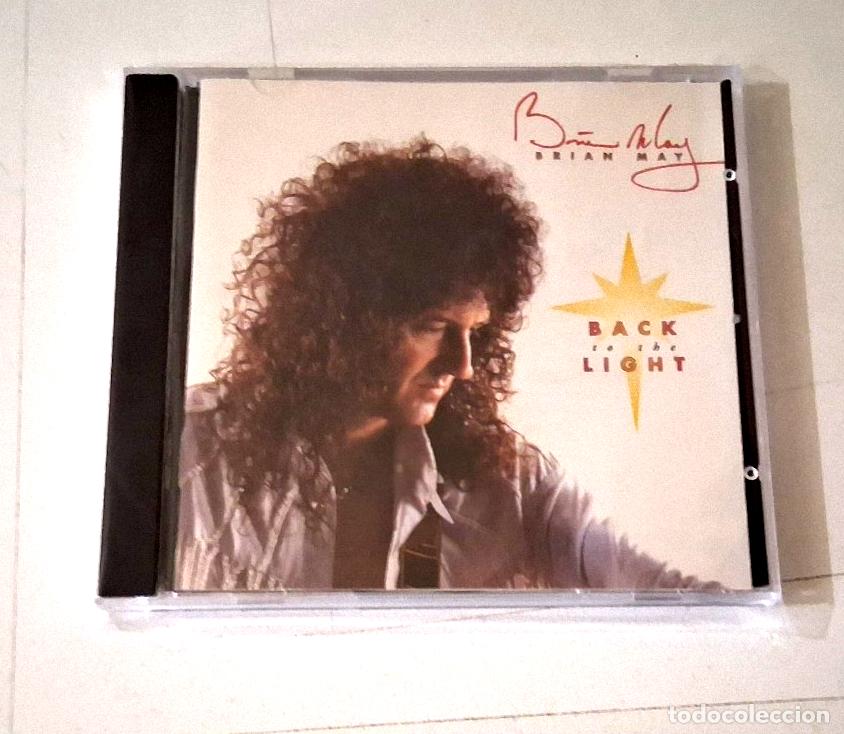 Brian May
BRIAN MAY
BACK
to the
LIGHT
todocoleccion